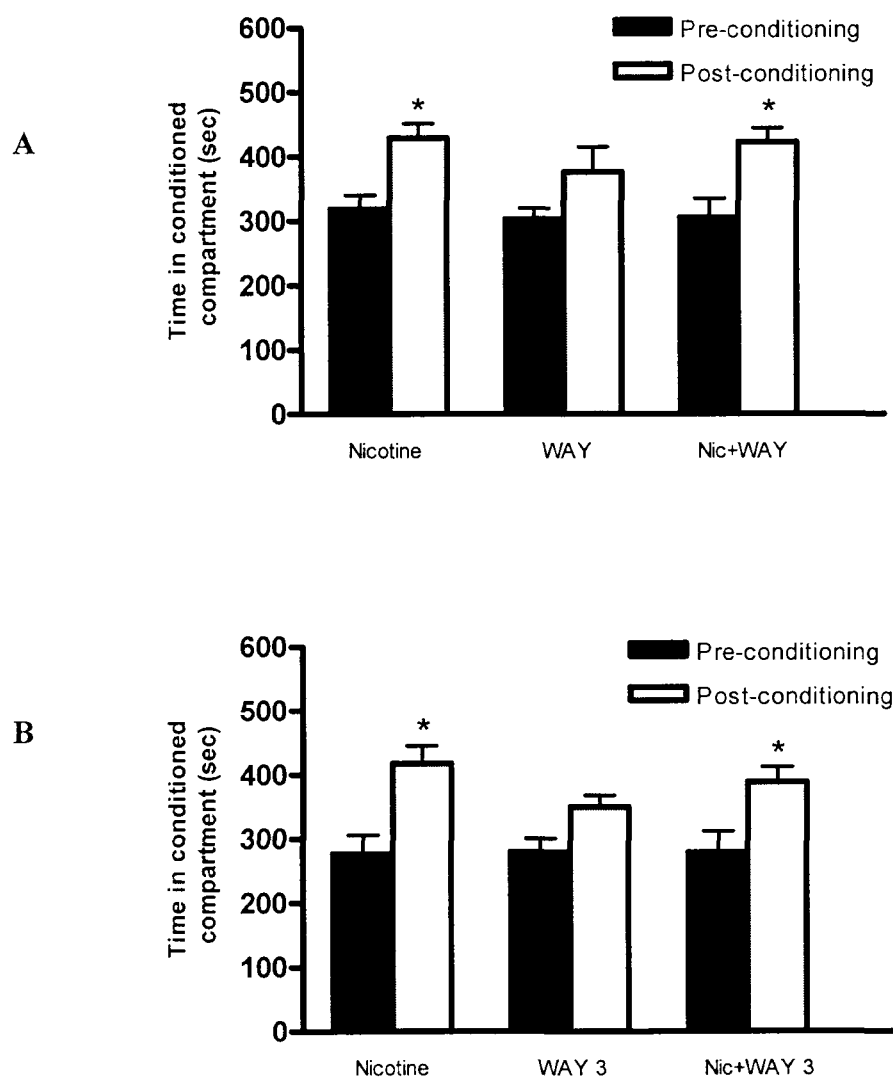 A
Time in conditioned
compartment (sec)
600
500
400
300
200
100
0
Pre-conditioning
Post-conditioning
*
*
Nicotine
WAY
Nic+WAY
B
Time in conditioned
compartment (sec)
600
500
400
300
200
100
0
Pre-conditioning
Post-conditioning
*
*
Nicotine
WAY 3
Nic+WAY 3